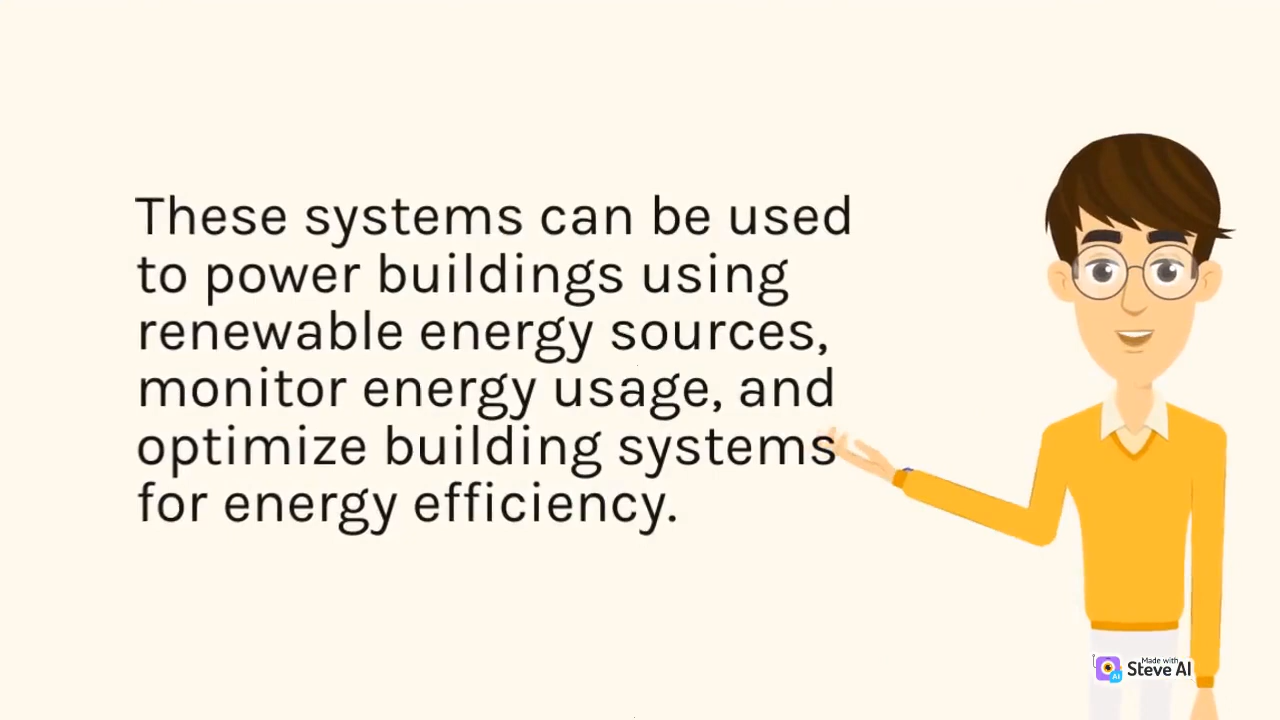 These systems can be used
to power buildings using
renewable energy sources,
monitor energy usage, and
optimize building systems
for energy efficiency.
Made with
Steve AI
AI